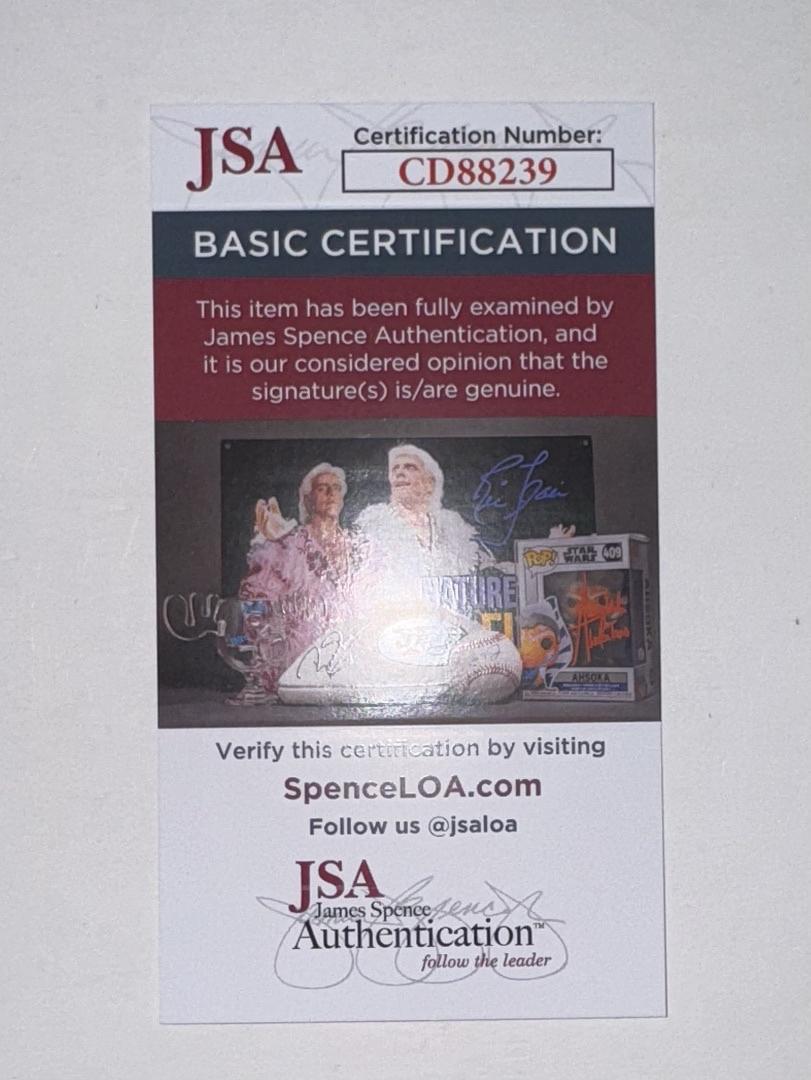 JSA
Certification Number:
CD88239
BASIC CERTIFICATION
This item has been fully examined by
James Spence Authentication, and
it is our considered opinion that the
signature(s) is/are genuine.
POP!
STAR
WARS
409
AHSOKA
Verify this certification by visiting
SpenceLOA.com
Follow us @jsaloa
JSA
James Spence
Authentication™
follow the leader